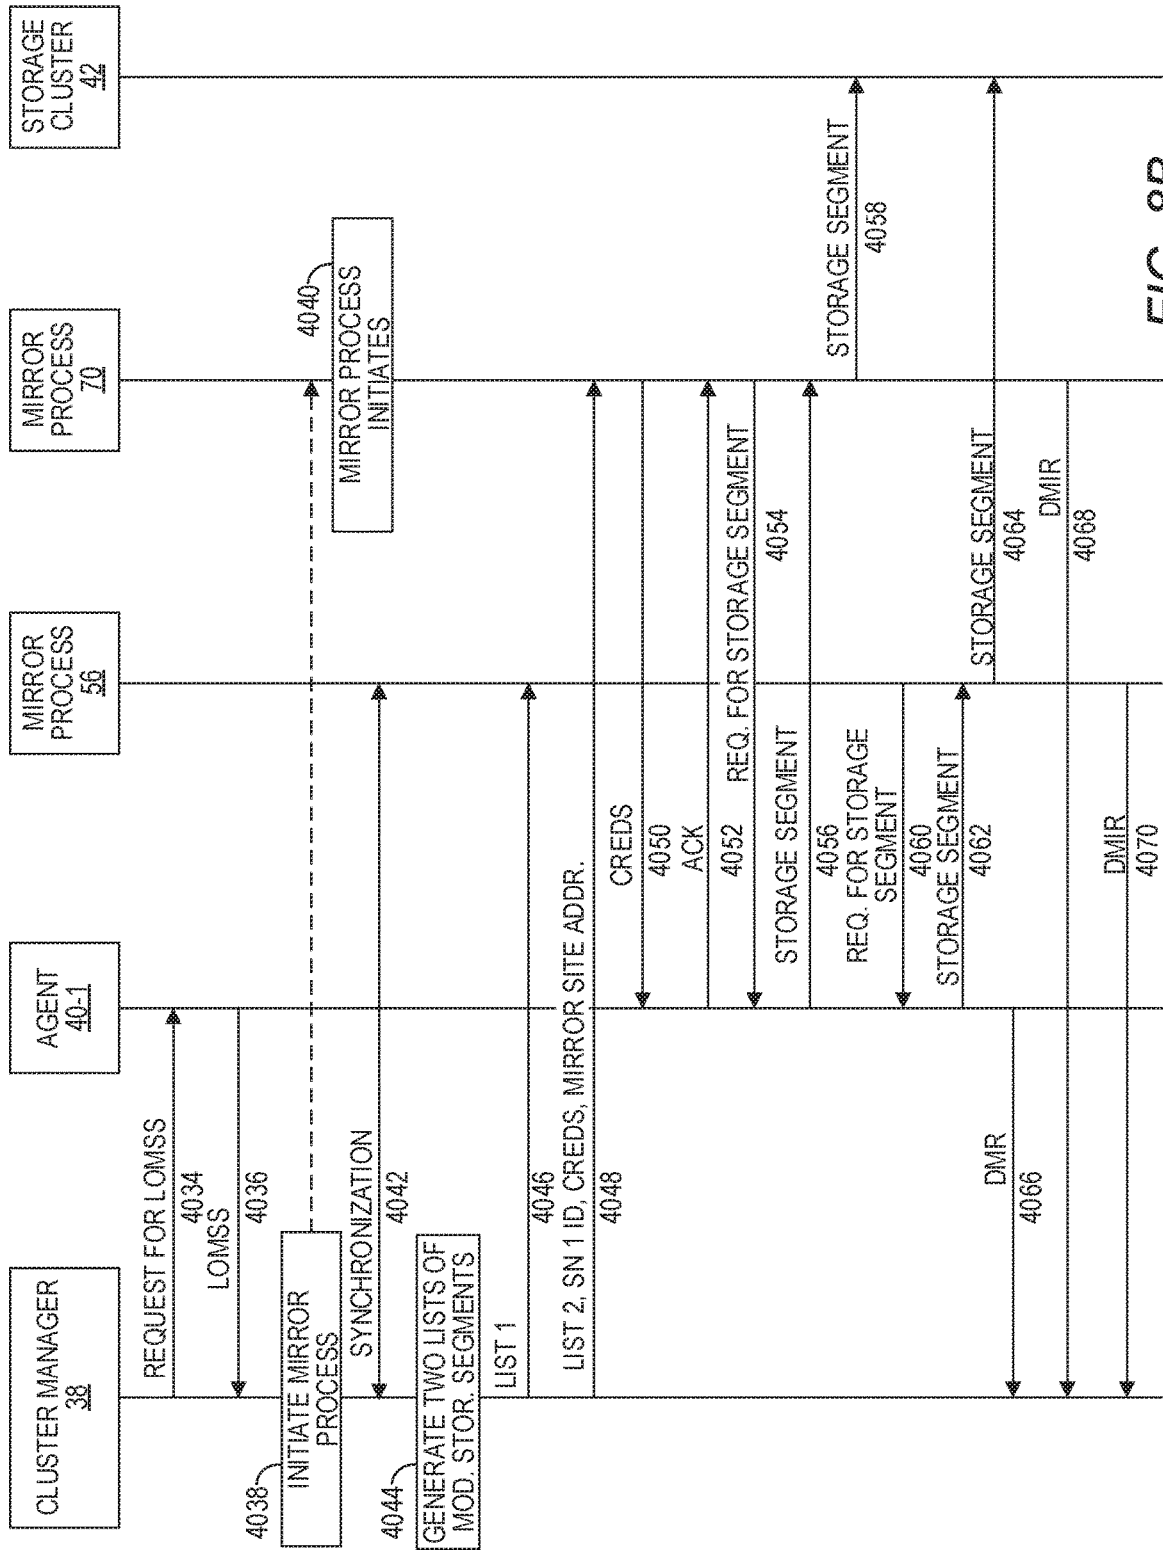 CLUSTER MANAGER
38
AGENT
40-1
MIRROR
PROCESS
56
MIRROR
PROCESS
70
STORAGE
CLUSTER
42
REQUEST FOR LOMSS
4034
LOMSS
4036
4038
INITIATE MIRROR
PROCESS
4040
MIRROR PROCESS
INITIATES
SYNCHRONIZATION
4042
4044
GENERATE TWO LISTS OF
MOD. STOR. SEGMENTS
LIST 1
4046
LIST 2, SN 1 ID, CREDS, MIRROR SITE ADDR.
4048
CREDS
4050
ACK
4052
REQ. FOR STORAGE SEGMENT
4054
STORAGE SEGMENT
4056
STORAGE SEGMENT
4058
REQ. FOR STORAGE
SEGMENT
4060
STORAGE SEGMENT
4062
STORAGE SEGMENT
4064
DMR
4066
DMIR
4068
DMIR
4070